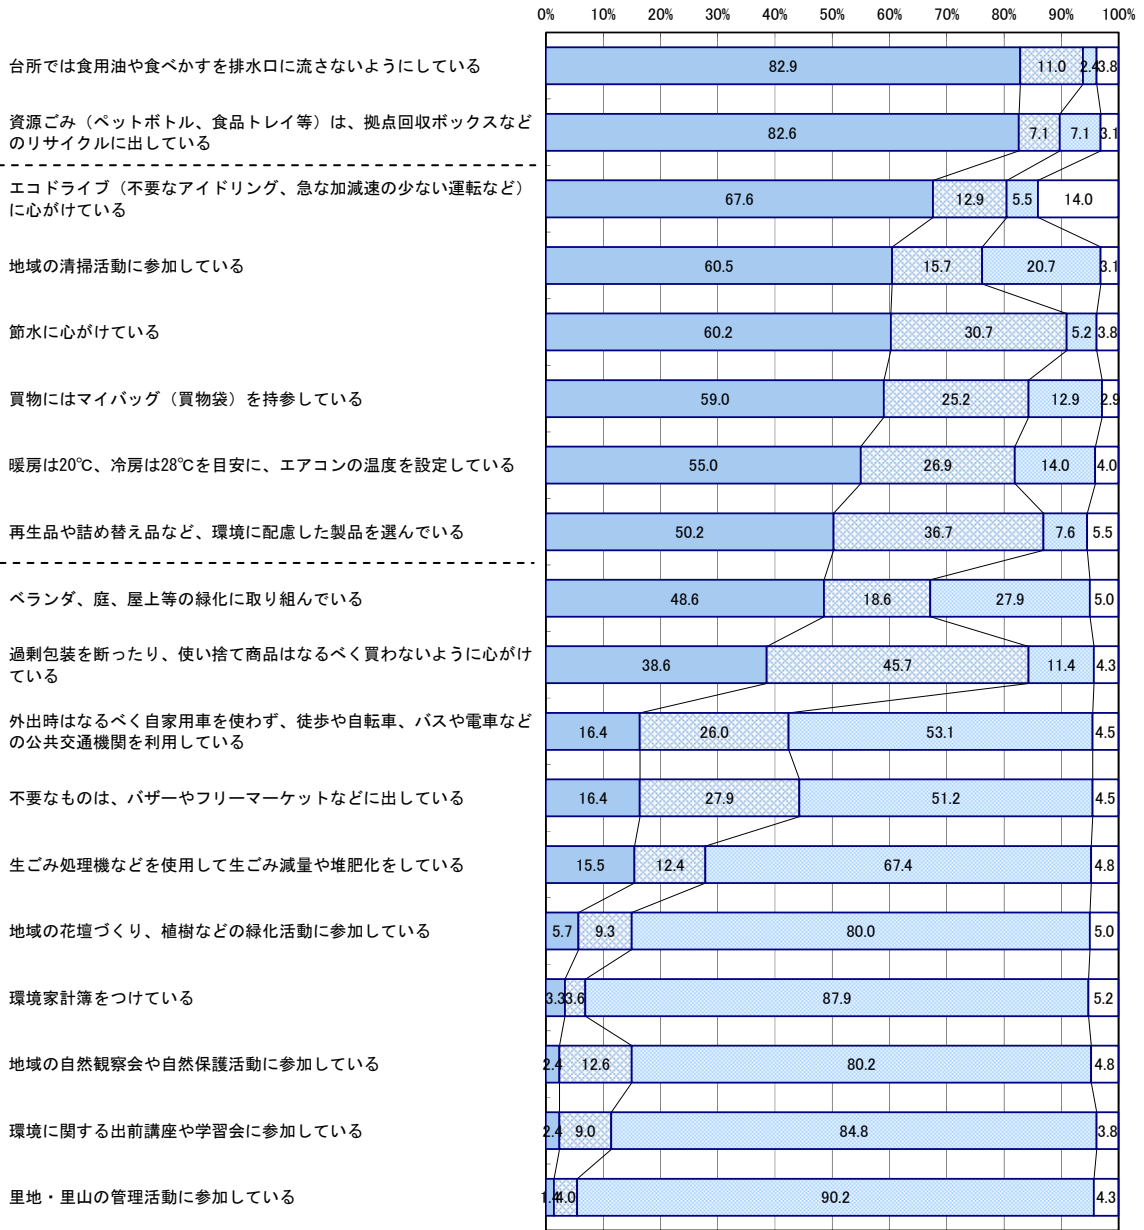 0% 10% 20% 30% 40% 50% 60% 70% 80% 90% 100%
台所では食用油や食べかすを排水口に流さないようにしている
82.9 11.0 2.4 3.8
資源ごみ（ペットボトル、食品トレイ等）は、拠点回収ボックスなど
のリサイクルに出している
82.6 7.1 7.1 3.1
エコドライブ（不要なアイドリング、急な加減速の少ない運転など）
に心がけている
67.6 12.9 5.5 14.0
地域の清掃活動に参加している
60.5 15.7 20.7 3.1
節水に心がけている
60.2 30.7 5.2 3.8
買物にはマイバッグ（買物袋）を持参している
59.0 25.2 12.9 2.9
暖房は20℃、冷房は28℃を目安に、エアコンの温度を設定している
55.0 26.9 14.0 4.0
再生品や詰め替え品など、環境に配慮した製品を選んでいる
50.2 36.7 7.6 5.5
ベランダ、庭、屋上等の緑化に取り組んでいる
48.6 18.6 27.9 5.0
過剰包装を断ったり、使い捨て商品はなるべく買わないように心がけ
ている
38.6 45.7 11.4 4.3
外出時はなるべく自家用車を使わず、徒歩や自転車、バスや電車など
の公共交通機関を利用している
16.4 26.0 53.1 4.5
不要なものは、バザーやフリーマーケットなどに出している
16.4 27.9 51.2 4.5
生ごみ処理機などを使用して生ごみ減量や堆肥化をしている
15.5 12.4 67.4 4.8
地域の花壇づくり、植樹などの緑化活動に参加している
5.7 9.3 80.0 5.0
環境家計簿をつけている
3.3 3.6 87.9 5.2
地域の自然観察会や自然保護活動に参加している
2.4 12.6 80.2 4.8
環境に関する出前講座や学習会に参加している
2.4 9.0 84.8 3.8
里地・里山の管理活動に参加している
1.4 4.0 90.2 4.3